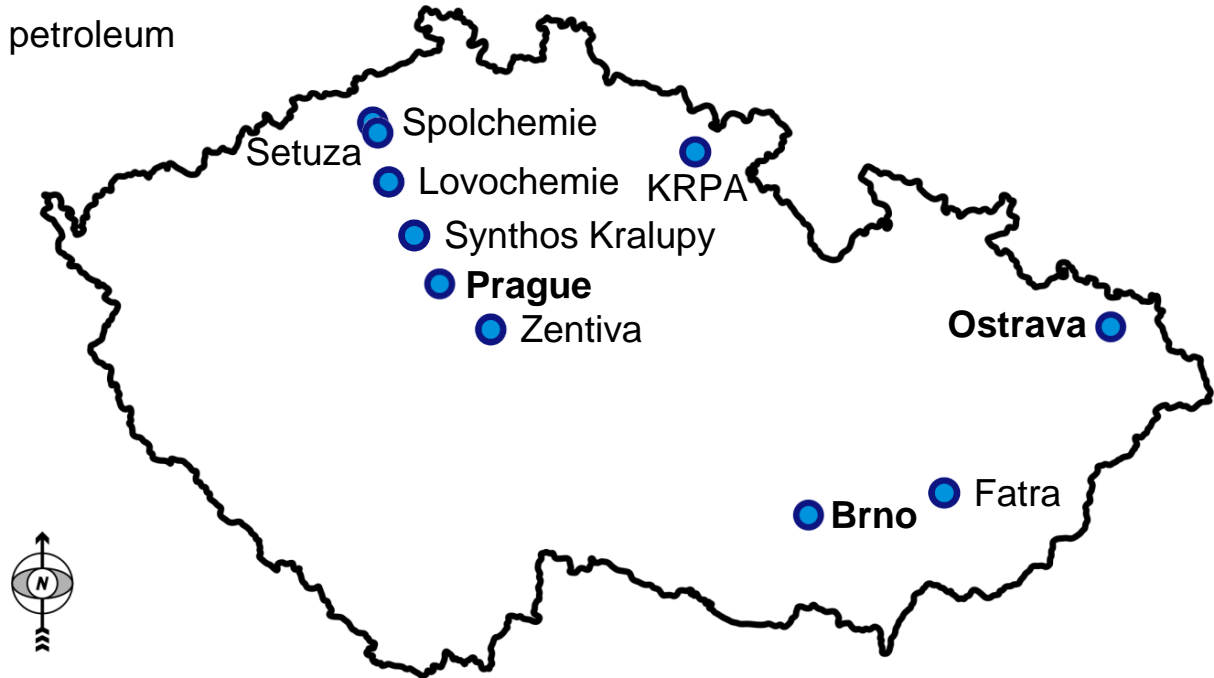 petroleum
Spolchemie
Setuza
Lovochemie
KRPA
Synthos Kralupy
Prague
Zentiva
Ostrava
Fatra
Brno
N